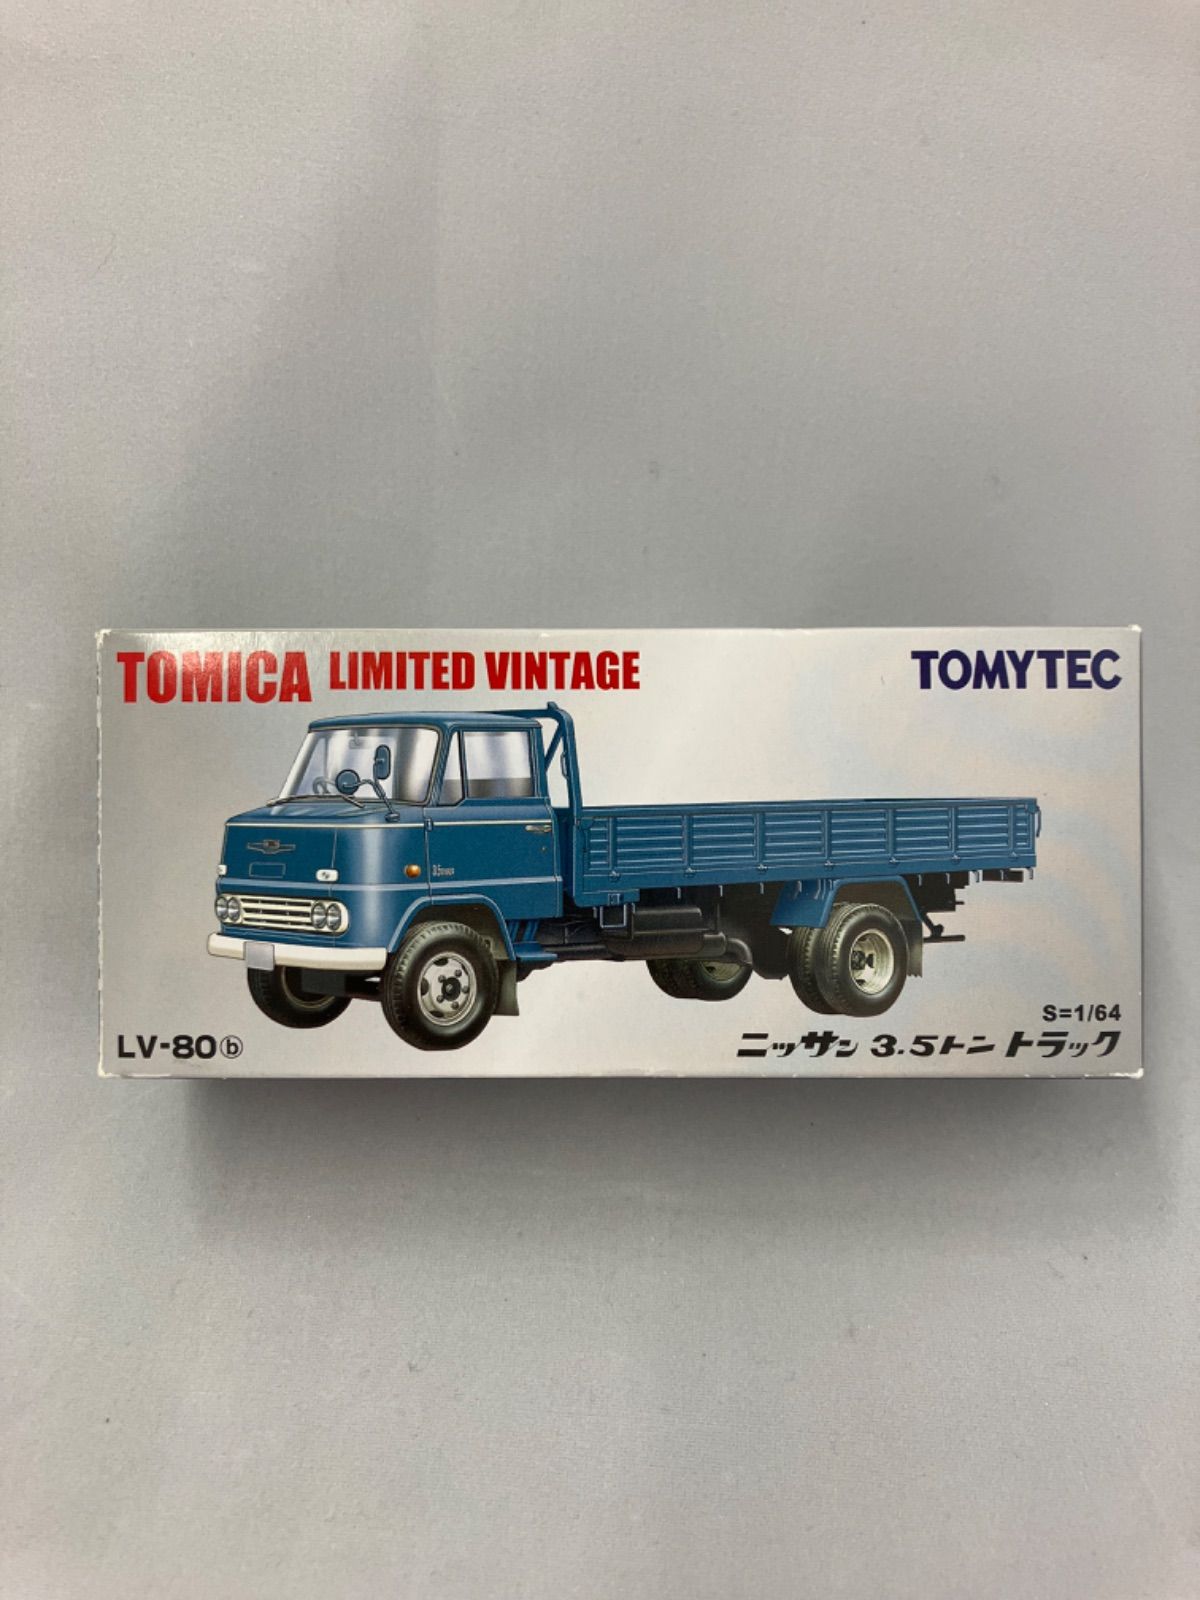 TOMICA LIMITED VINTAGE
TOMYTEC
S=1/64
LV-80ⓑ
ニッサン 3.5トン トラック